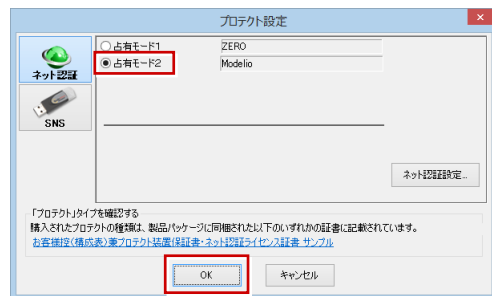 プロテクト設定
×
占有モード1 ZERO
占有モード2 Modelio
ネット認証
SNS
ネット認証設定...
「プロテクト」タイプを確認する
購入されたプロテクトの種類は、製品パッケージに同梱された以下のいずれかの証書に記載されています。
お客様控(構成表)兼プロテクト装置保証書・ネット認証ライセンス証書 サンプル
OK キャンセル